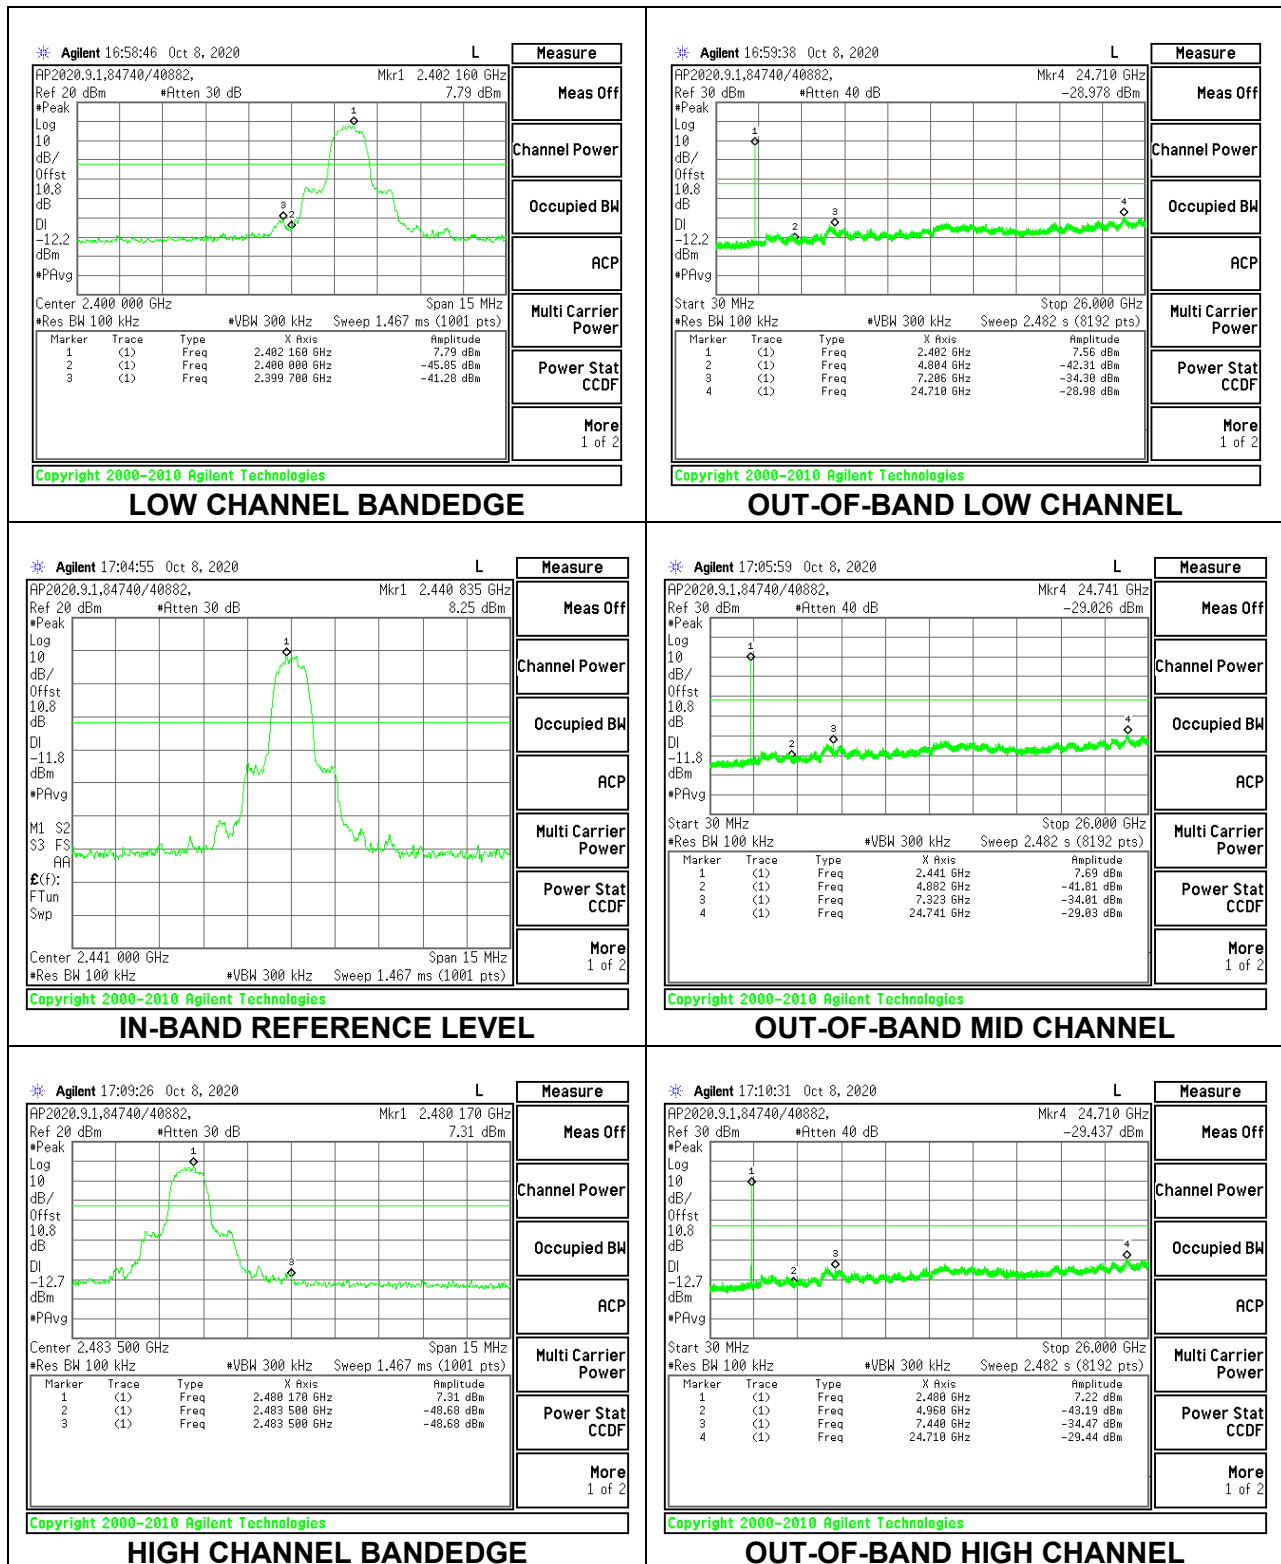 Agilent 16:58:46 Oct 8, 2020 L Measure
AP2020.9.1,84740/40882, Mkr1 2.402 160 GHz
Ref 20 dBm #Atten 30 dB 7.79 dBm
#Peak
Log
10
dB/
Offst
10.8
dB
DI
-12.2
dBm
#PAvg
1
3
2
Center 2.400 000 GHz Span 15 MHz
#Res BW 100 kHz #VBW 300 kHz Sweep 1.467 ms (1001 pts)
Marker Trace Type X Axis Amplitude
1 (1) Freq 2.402 160 GHz 7.79 dBm
2 (1) Freq 2.400 000 GHz -45.85 dBm
3 (1) Freq 2.399 700 GHz -41.28 dBm
Meas Off
Channel Power
Occupied BW
ACP
Multi Carrier
Power
Power Stat
CCDF
More
1 of 2
Copyright 2000-2010 Agilent Technologies
LOW CHANNEL BANDEDGE
Agilent 16:59:38 Oct 8, 2020 L Measure
AP2020.9.1,84740/40882, Mkr4 24.710 GHz
Ref 30 dBm #Atten 40 dB -28.978 dBm
#Peak
Log
10
dB/
Offst
10.8
dB
DI
-12.2
dBm
#PAvg
1
2
3
4
Start 30 MHz Stop 26.000 GHz
#Res BW 100 kHz #VBW 300 kHz Sweep 2.482 s (8192 pts)
Marker Trace Type X Axis Amplitude
1 (1) Freq 2.402 GHz 7.56 dBm
2 (1) Freq 4.804 GHz -42.31 dBm
3 (1) Freq 7.206 GHz -34.30 dBm
4 (1) Freq 24.710 GHz -28.98 dBm
Meas Off
Channel Power
Occupied BW
ACP
Multi Carrier
Power
Power Stat
CCDF
More
1 of 2
Copyright 2000-2010 Agilent Technologies
OUT-OF-BAND LOW CHANNEL
Agilent 17:04:55 Oct 8, 2020 L Measure
AP2020.9.1,84740/40882, Mkr1 2.440 835 GHz
Ref 20 dBm #Atten 30 dB 8.25 dBm
#Peak
Log
10
dB/
Offst
10.8
dB
DI
-11.8
dBm
#PAvg
M1 S2
S3 FS
AA
£(f):
FTun
Swp
1
Center 2.441 000 GHz Span 15 MHz
#Res BW 100 kHz #VBW 300 kHz Sweep 1.467 ms (1001 pts)
Meas Off
Channel Power
Occupied BW
ACP
Multi Carrier
Power
Power Stat
CCDF
More
1 of 2
Copyright 2000-2010 Agilent Technologies
IN-BAND REFERENCE LEVEL
Agilent 17:05:59 Oct 8, 2020 L Measure
AP2020.9.1,84740/40882, Mkr4 24.741 GHz
Ref 30 dBm #Atten 40 dB -29.026 dBm
#Peak
Log
10
dB/
Offst
10.8
dB
DI
-11.8
dBm
#PAvg
1
2
3
4
Start 30 MHz Stop 26.000 GHz
#Res BW 100 kHz #VBW 300 kHz Sweep 2.482 s (8192 pts)
Marker Trace Type X Axis Amplitude
1 (1) Freq 2.441 GHz 7.69 dBm
2 (1) Freq 4.882 GHz -41.81 dBm
3 (1) Freq 7.323 GHz -34.01 dBm
4 (1) Freq 24.741 GHz -29.03 dBm
Meas Off
Channel Power
Occupied BW
ACP
Multi Carrier
Power
Power Stat
CCDF
More
1 of 2
Copyright 2000-2010 Agilent Technologies
OUT-OF-BAND MID CHANNEL
Agilent 17:09:26 Oct 8, 2020 L Measure
AP2020.9.1,84740/40882, Mkr1 2.480 170 GHz
Ref 20 dBm #Atten 30 dB 7.31 dBm
#Peak
Log
10
dB/
Offst
10.8
dB
DI
-12.7
dBm
#PAvg
1
3
Center 2.483 500 GHz Span 15 MHz
#Res BW 100 kHz #VBW 300 kHz Sweep 1.467 ms (1001 pts)
Marker Trace Type X Axis Amplitude
1 (1) Freq 2.480 170 GHz 7.31 dBm
2 (1) Freq 2.483 500 GHz -48.68 dBm
3 (1) Freq 2.483 500 GHz -48.68 dBm
Meas Off
Channel Power
Occupied BW
ACP
Multi Carrier
Power
Power Stat
CCDF
More
1 of 2
Copyright 2000-2010 Agilent Technologies
HIGH CHANNEL BANDEDGE
Agilent 17:10:31 Oct 8, 2020 L Measure
AP2020.9.1,84740/40882, Mkr4 24.710 GHz
Ref 30 dBm #Atten 40 dB -29.437 dBm
#Peak
Log
10
dB/
Offst
10.8
dB
DI
-12.7
dBm
#PAvg
1
2
3
4
Start 30 MHz Stop 26.000 GHz
#Res BW 100 kHz #VBW 300 kHz Sweep 2.482 s (8192 pts)
Marker Trace Type X Axis Amplitude
1 (1) Freq 2.480 GHz 7.22 dBm
2 (1) Freq 4.960 GHz -43.19 dBm
3 (1) Freq 7.440 GHz -34.47 dBm
4 (1) Freq 24.710 GHz -29.44 dBm
Meas Off
Channel Power
Occupied BW
ACP
Multi Carrier
Power
Power Stat
CCDF
More
1 of 2
Copyright 2000-2010 Agilent Technologies
OUT-OF-BAND HIGH CHANNEL